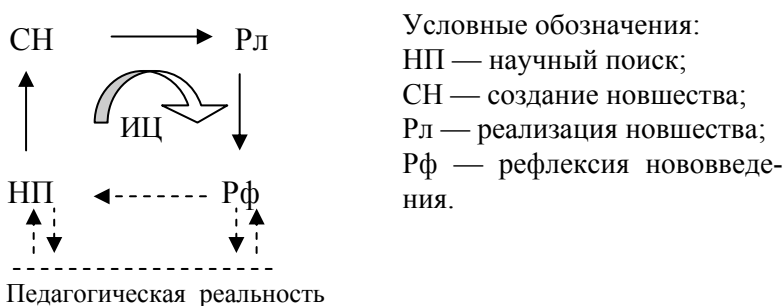 СН Рл
ИЦ
НП Рф
Педагогическая реальность
Условные обозначения:
НП — научный поиск;
СН — создание новшества;
Рл — реализация новшества;
Рф — рефлексия нововведе-
ния.